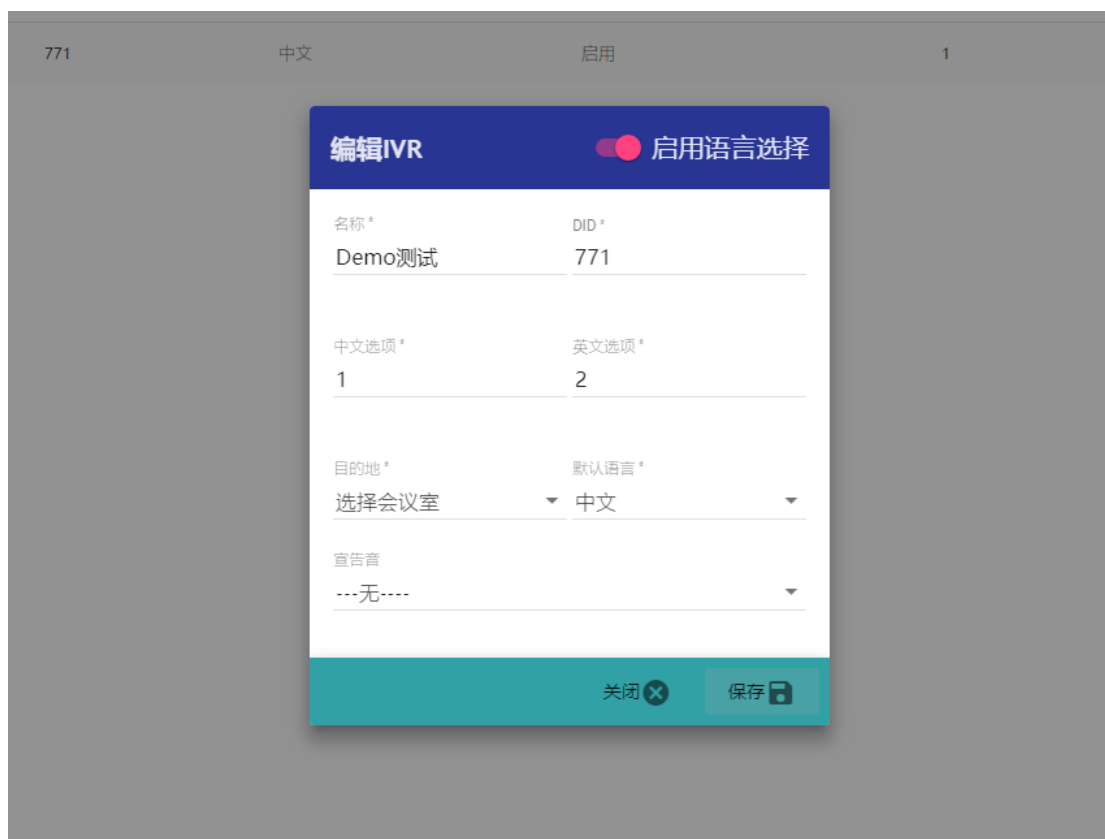 771 中文 启用 1
编辑IVR 启用语言选择
名称 * DID *
Demo测试 771
中文选项 * 英文选项 *
1 2
目的地 * 默认语言 *
选择会议室 中文
宣告音
---无----
关闭 保存